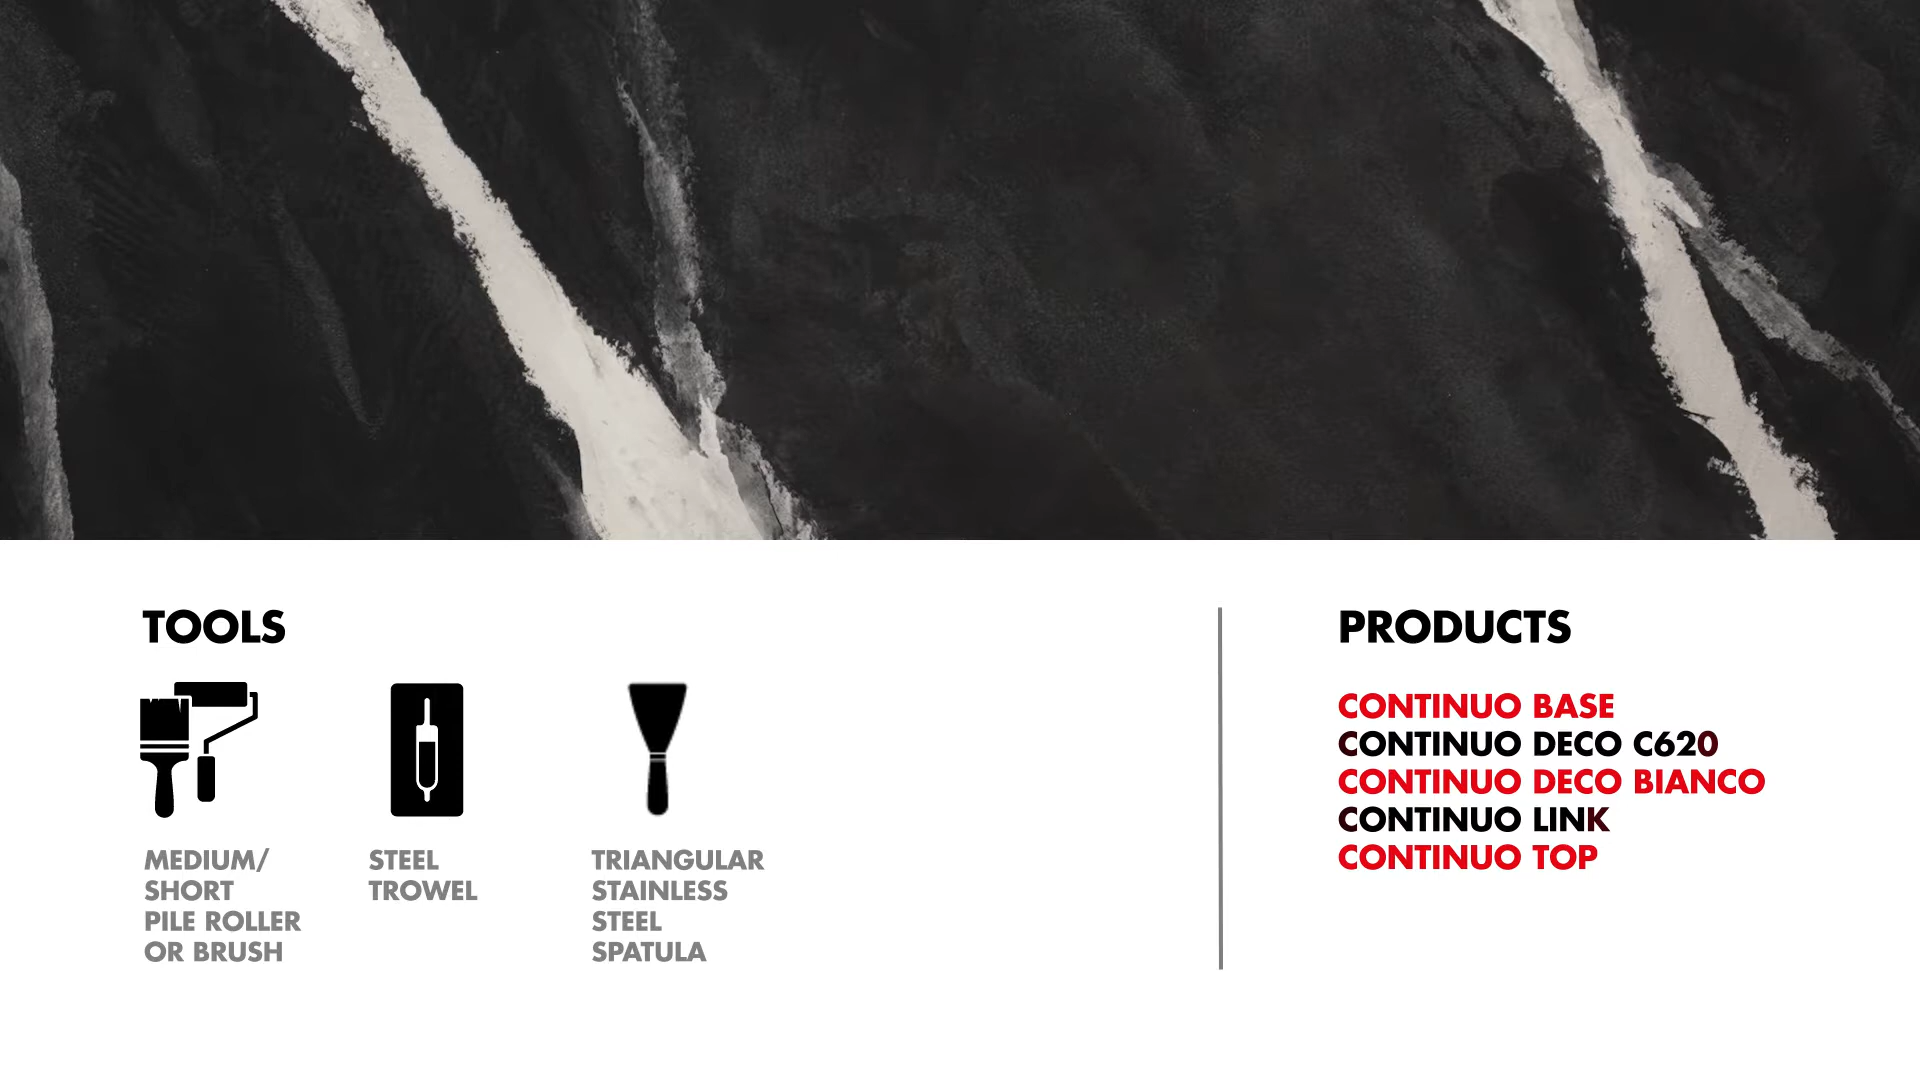 TOOLS
MEDIUM/
SHORT
PILE ROLLER
OR BRUSH
STEEL
TROWEL
TRIANGULAR
STAINLESS
STEEL
SPATULA
PRODUCTS
CONTINUO BASE
CONTINUO DECO C620
CONTINUO DECO BIANCO
CONTINUO LINK
CONTINUO TOP